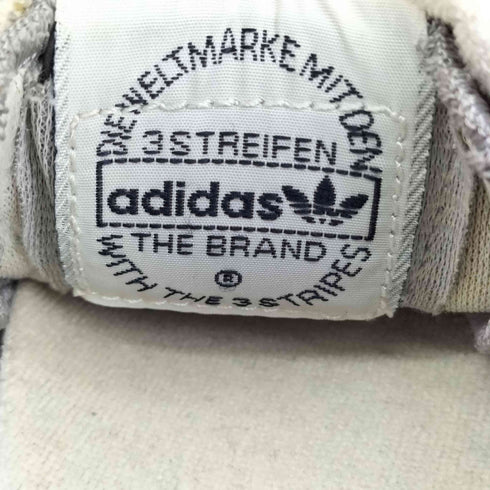 DIE WELTMARKE MIT DEN
3 STREIFEN
adidas
THE BRAND
®
WITH THE 3 STRIPES